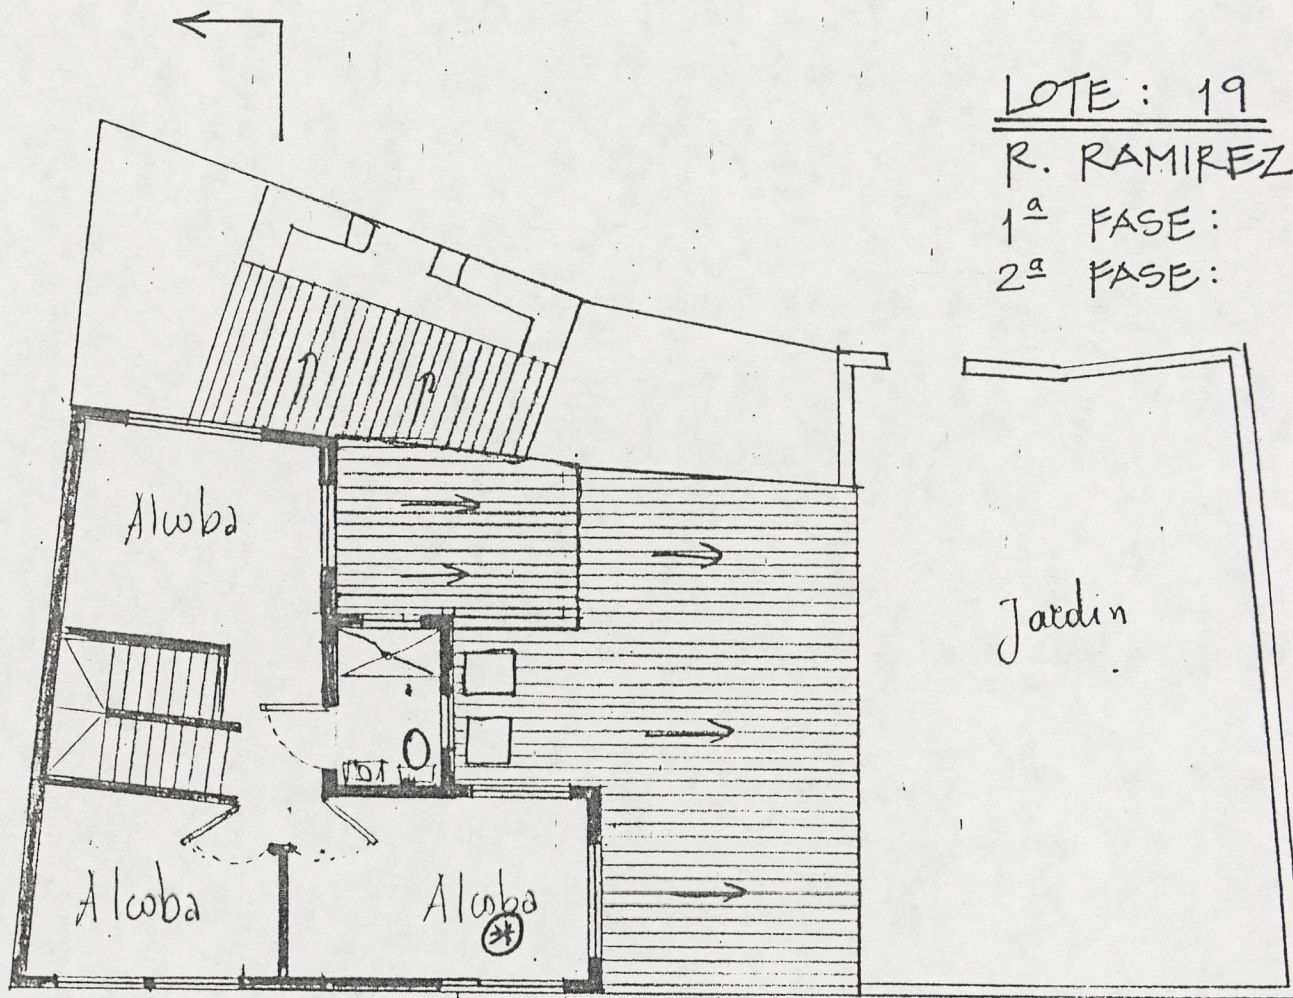 LOTE : 19
R. RAMIREZ
1ª FASE :
2ª FASE :
Alcoba
Jardin
Alcoba
Alcoba